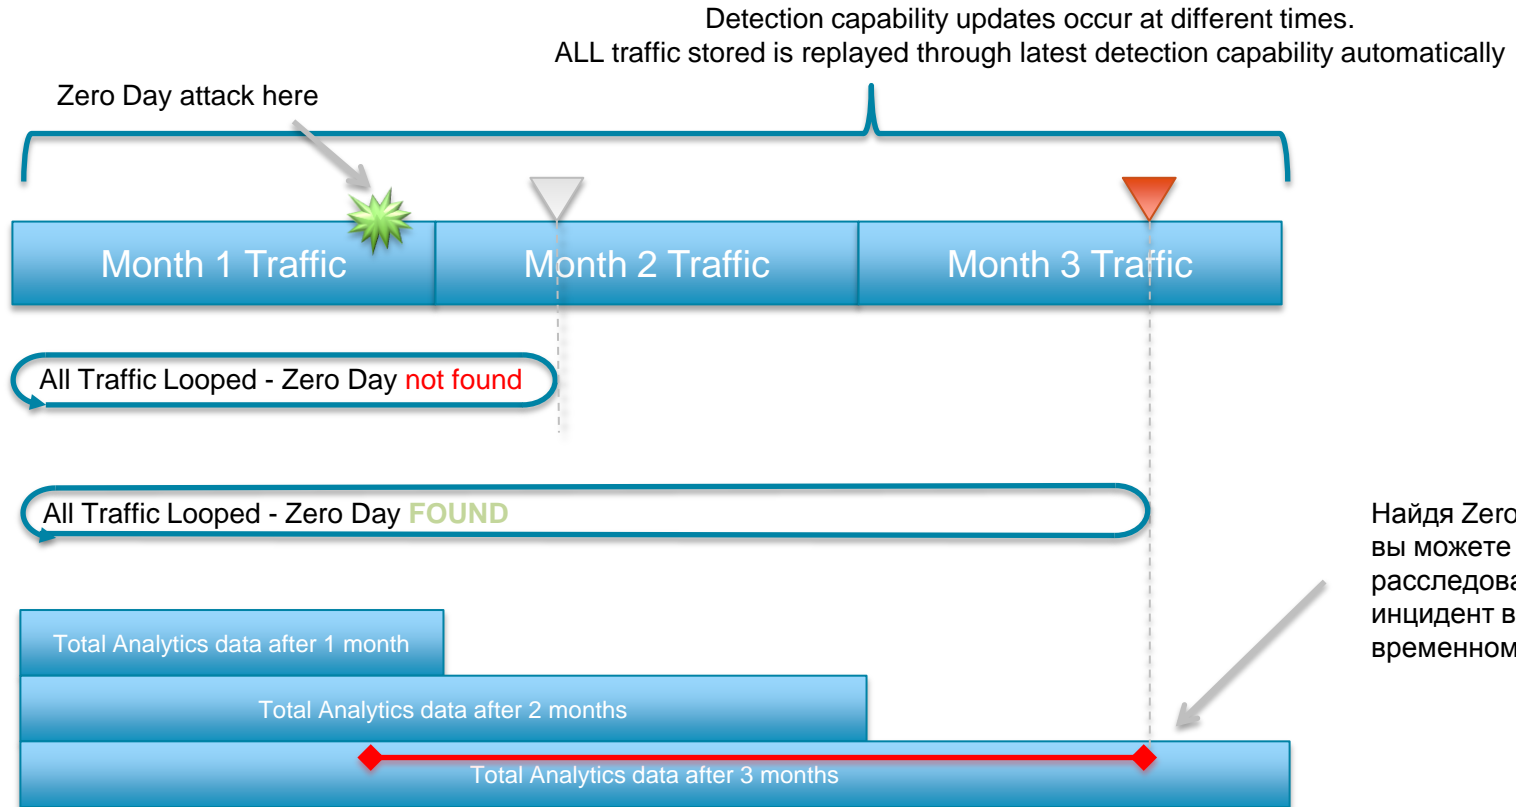 Detection capability updates occur at different times.
ALL traffic stored is replayed through latest detection capability automatically
Zero Day attack here
Month 1 Traffic
Month 2 Traffic
Month 3 Traffic
All Traffic Looped - Zero Day not found
All Traffic Looped - Zero Day FOUND
Найдя Zero
вы можете
инцидент в
Total Analytics data after 1 month
Total Analytics data after 2 months
Total Analytics data after 3 months